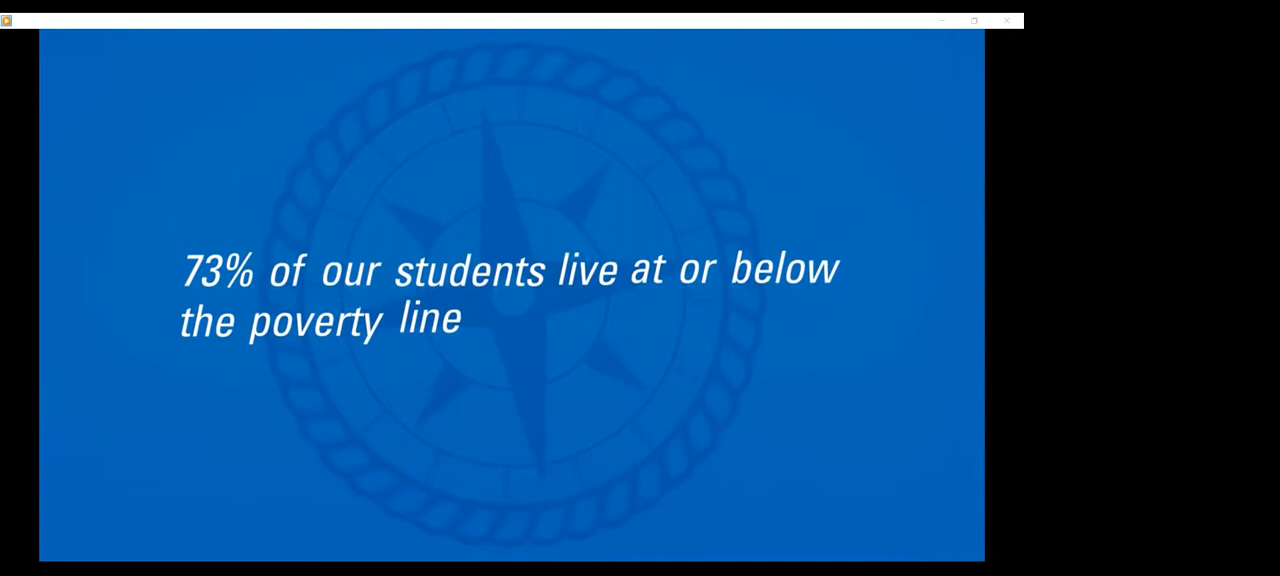 73% of our students live at or below
the poverty line